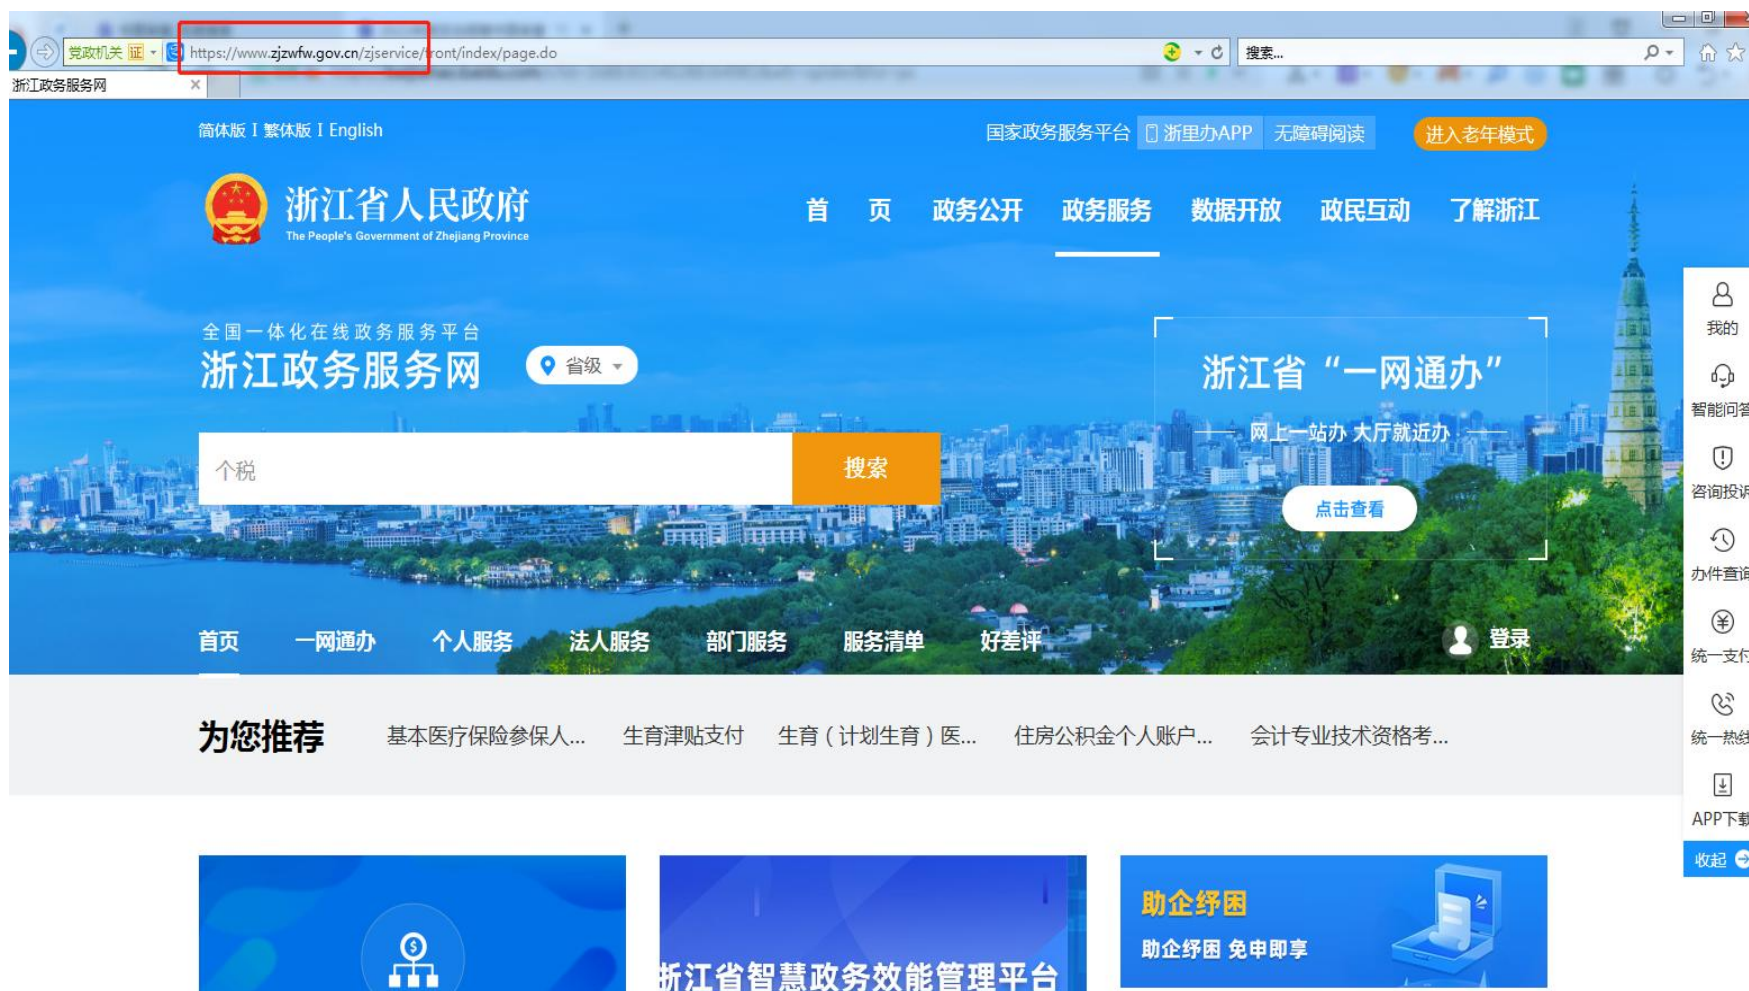 党政机关 证
https://www.zjzwfw.gov.cn/zjservice/front/index/page.do
搜索...
浙江政务服务网
简体版 I 繁体版 I English
国家政务服务平台
浙里办APP
无障碍阅读
进入老年模式
浙江省人民政府
The People's Government of Zhejiang Province
首 页
政务公开
政务服务
数据开放
政民互动
了解浙江
全国一体化在线政务服务平台
浙江政务服务网
省级
个税
搜索
浙江省“一网通办”
网上一站办 大厅就近办
点击查看
首页
一网通办
个人服务
法人服务
部门服务
服务清单
好差评
登录
我的
智能问答
咨询投诉
办件查询
统一支付
统一热线
APP下载
收起
为您推荐
基本医疗保险参保人...
生育津贴支付
生育（计划生育）医...
住房公积金个人账户...
会计专业技术资格考...
浙江省智慧政务效能管理平台
助企纾困
助企纾困 免申即享